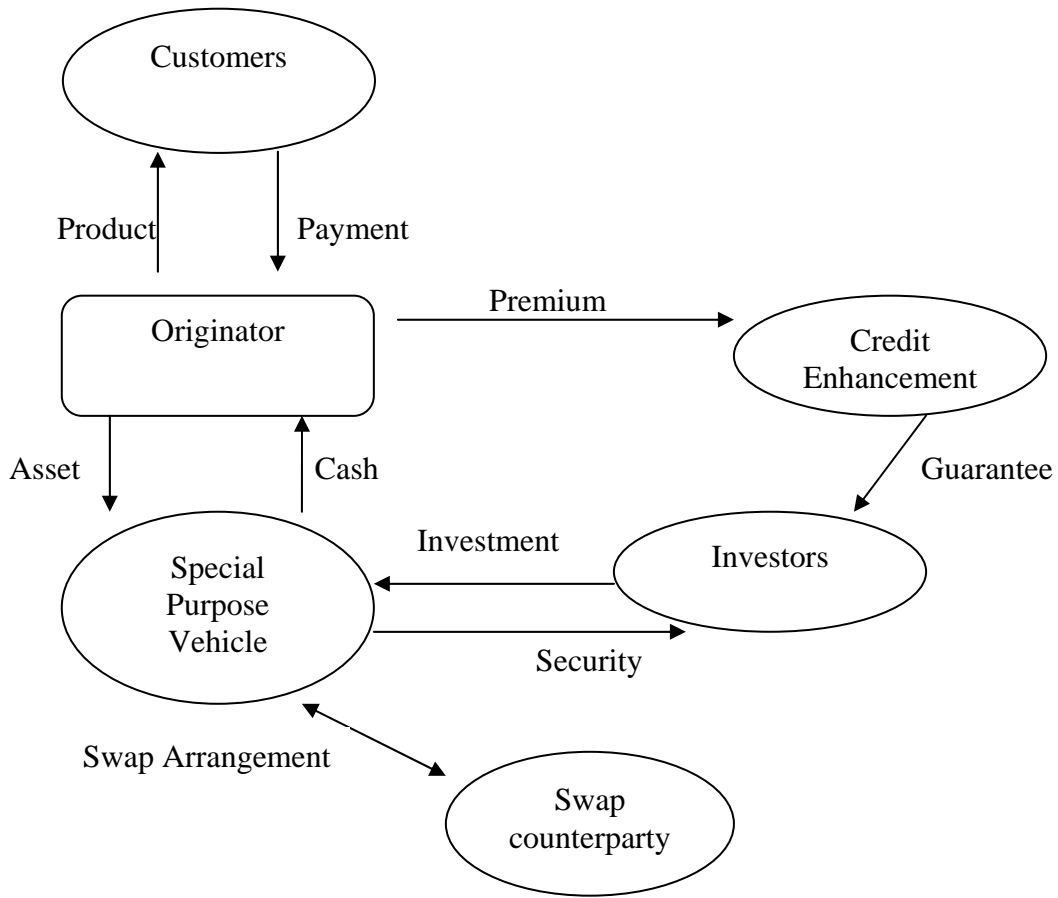 Customers
Product
Payment
Originator
Premium
Credit
Enhancement
Asset
Cash
Guarantee
Investment
Investors
Special
Purpose
Vehicle
Security
Swap Arrangement
Swap
counterparty